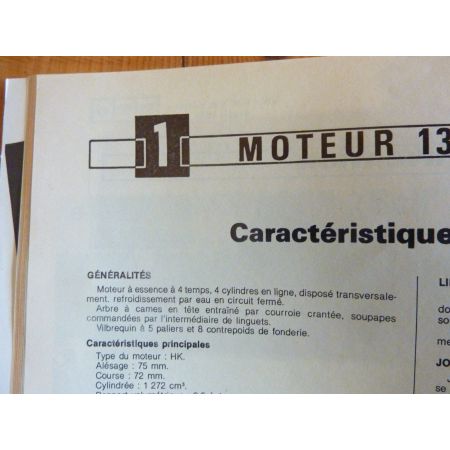 1 MOTEUR 13
Caractéristique
GÉNÉRALITÉS
Moteur à essence à 4 temps, 4 cylindres en ligne, disposé transversale-
ment, refroidissement par eau en circuit fermé.
Arbre à cames en tête entraîné par courroie crantée, soupapes
commandées par l'intermédiaire de linguets.
Vilbrequin à 5 paliers et 8 contrepoids de fonderie.
Caractéristiques principales
Type du moteur : HK.
Alésage : 75 mm.
Course : 72 mm.
Cylindrée : 1 272 cm³.
LI
do
so
me
JO
J
se